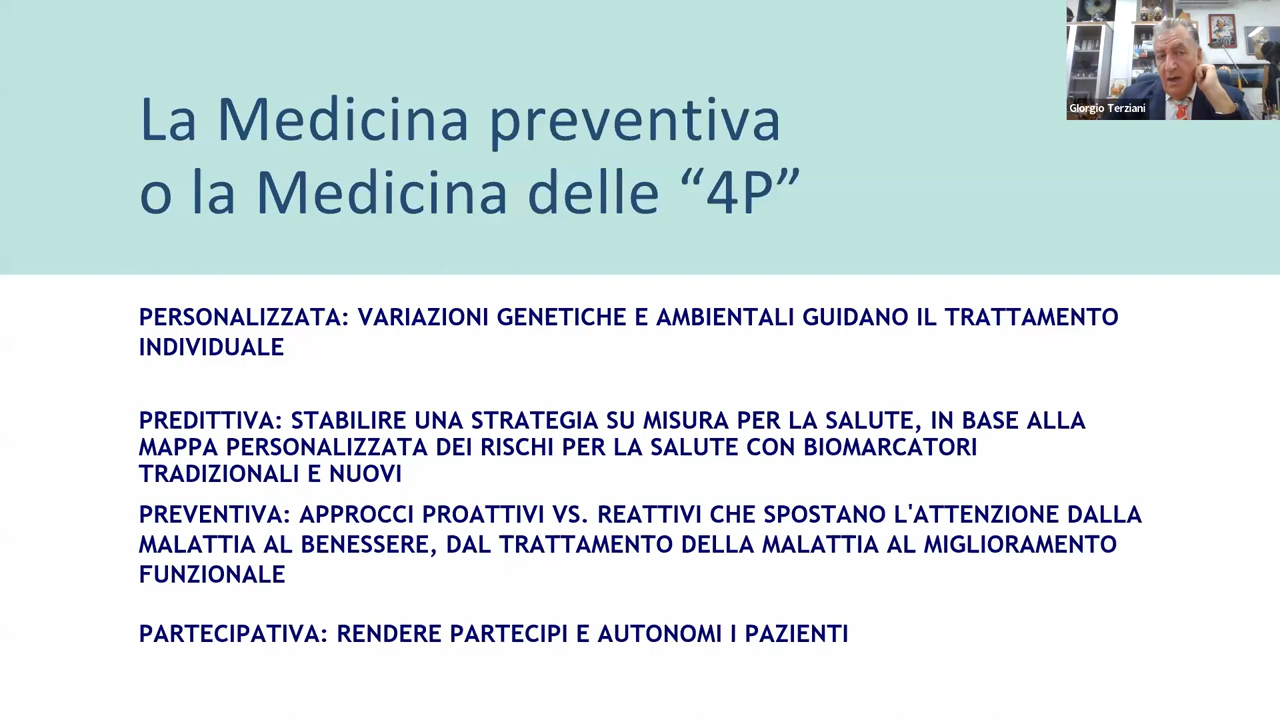 La Medicina preventiva
o la Medicina delle “4P”
GIorgio Terziani
PERSONALIZZATA: VARIAZIONI GENETICHE E AMBIENTALI GUIDANO IL TRATTAMENTO
INDIVIDUALE
PREDITTIVA: STABILIRE UNA STRATEGIA SU MISURA PER LA SALUTE, IN BASE ALLA
MAPPA PERSONALIZZATA DEI RISCHI PER LA SALUTE CON BIOMARCATORI
TRADIZIONALI E NUOVI
PREVENTIVA: APPROCCI PROATTIVI VS. REATTIVI CHE SPOSTANO L'ATTENZIONE DALLA
MALATTIA AL BENESSERE, DAL TRATTAMENTO DELLA MALATTIA AL MIGLIORAMENTO
FUNZIONALE
PARTECIPATIVA: RENDERE PARTECIPI E AUTONOMI I PAZIENTI